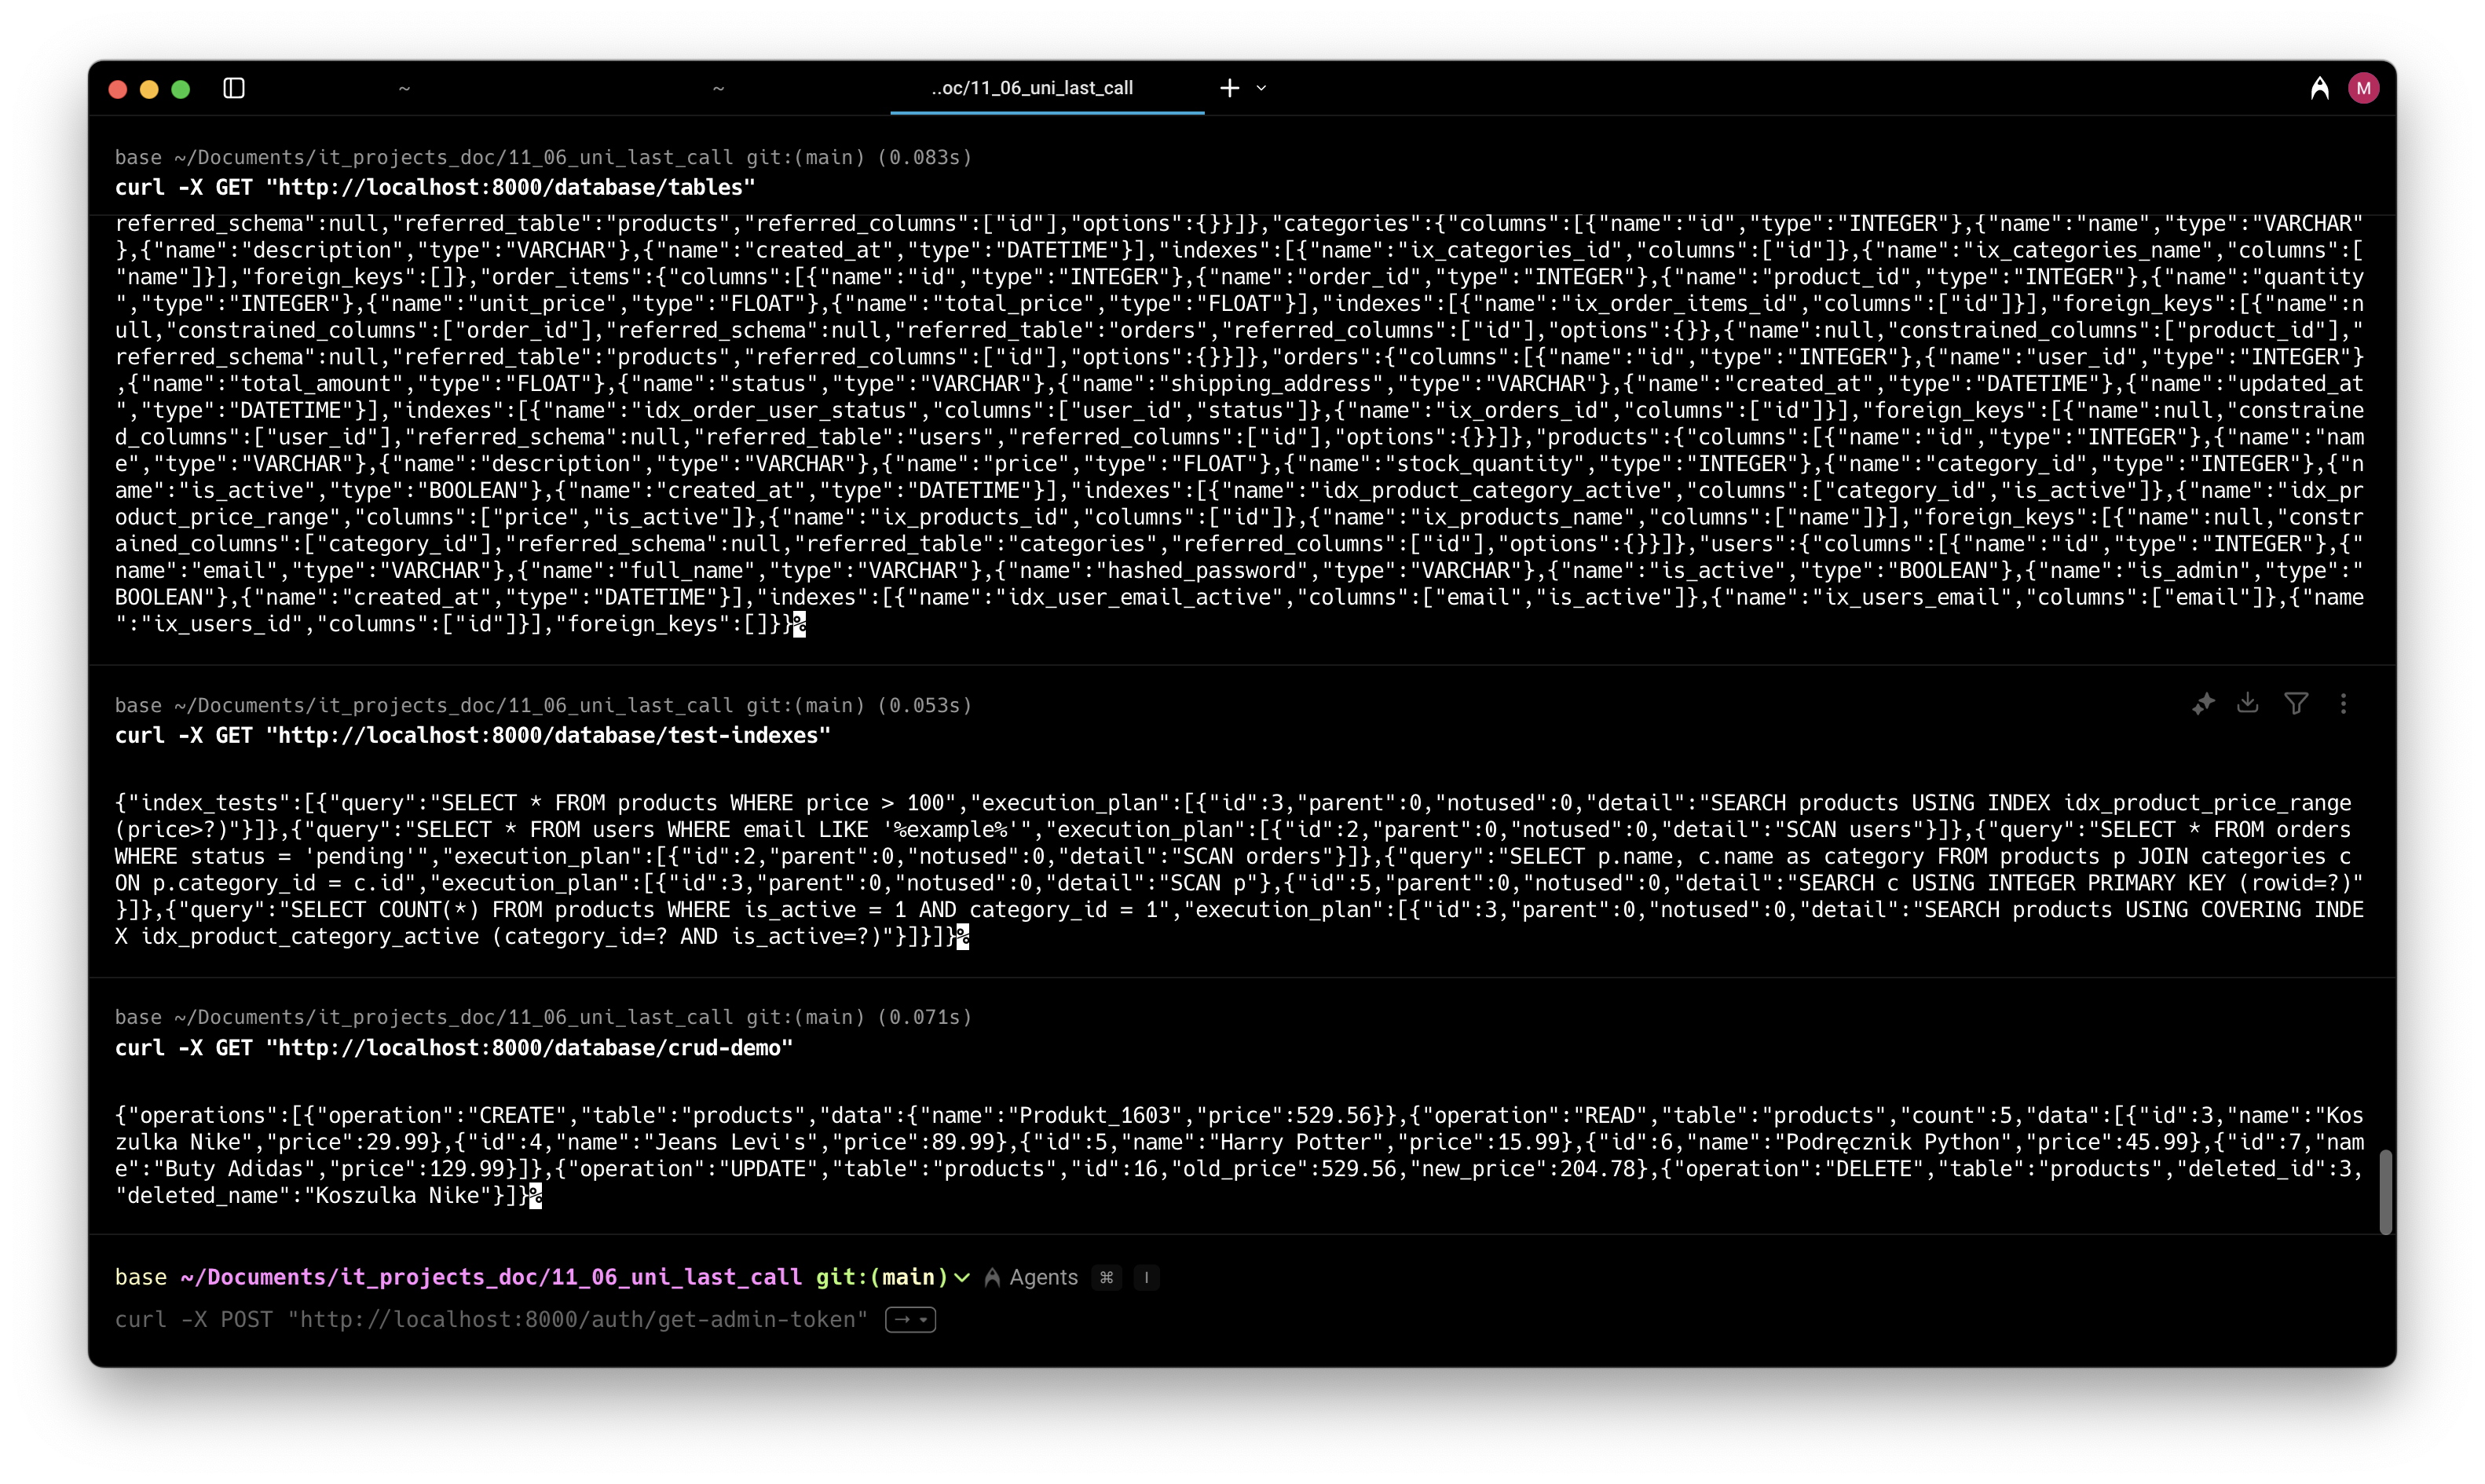 ~ ~ ..oc/11_06_uni_last_call M
base ~/Documents/it_projects_doc/11_06_uni_last_call git:(main) (0.083s)
curl -X GET "http://localhost:8000/database/tables"
referred_schema":null,"referred_table":"products","referred_columns":["id"],"options":{}}]},"categories":{"columns":[{"name":"id","type":"INTEGER"},{"name":"name","type":"VARCHAR"
},{"name":"description","type":"VARCHAR"},{"name":"created_at","type":"DATETIME"}],"indexes":[{"name":"ix_categories_id","columns":["id"]},{"name":"ix_categories_name","columns":[
"name"]}],"foreign_keys":[]},"order_items":{"columns":[{"name":"id","type":"INTEGER"},{"name":"order_id","type":"INTEGER"},{"name":"product_id","type":"INTEGER"},{"name":"quantity
","type":"INTEGER"},{"name":"unit_price","type":"FLOAT"},{"name":"total_price","type":"FLOAT"}],"indexes":[{"name":"ix_order_items_id","columns":["id"]}],"foreign_keys":[{"name":n
ull,"constrained_columns":["order_id"],"referred_schema":null,"referred_table":"orders","referred_columns":["id"],"options":{}},{"name":null,"constrained_columns":["product_id"],"
referred_schema":null,"referred_table":"products","referred_columns":["id"],"options":{}}]},"orders":{"columns":[{"name":"id","type":"INTEGER"},{"name":"user_id","type":"INTEGER"}
,{"name":"total_amount","type":"FLOAT"},{"name":"status","type":"VARCHAR"},{"name":"shipping_address","type":"VARCHAR"},{"name":"created_at","type":"DATETIME"},{"name":"updated_at
","type":"DATETIME"}],"indexes":[{"name":"idx_order_user_status","columns":["user_id","status"]},{"name":"ix_orders_id","columns":["id"]}],"foreign_keys":[{"name":null,"constraine
d_columns":["user_id"],"referred_schema":null,"referred_table":"users","referred_columns":["id"],"options":{}}]},"products":{"columns":[{"name":"id","type":"INTEGER"},{"name":"nam
e","type":"VARCHAR"},{"name":"description","type":"VARCHAR"},{"name":"price","type":"FLOAT"},{"name":"stock_quantity","type":"INTEGER"},{"name":"category_id","type":"INTEGER"},{"n
ame":"is_active","type":"BOOLEAN"},{"name":"created_at","type":"DATETIME"}],"indexes":[{"name":"idx_product_category_active","columns":["category_id","is_active"]},{"name":"idx_pr
oduct_price_range","columns":["price","is_active"]},{"name":"ix_products_id","columns":["id"]},{"name":"ix_products_name","columns":["name"]}],"foreign_keys":[{"name":null,"constr
ained_columns":["category_id"],"referred_schema":null,"referred_table":"categories","referred_columns":["id"],"options":{}}]},"users":{"columns":[{"name":"id","type":"INTEGER"},{"
name":"email","type":"VARCHAR"},{"name":"full_name","type":"VARCHAR"},{"name":"hashed_password","type":"VARCHAR"},{"name":"is_active","type":"BOOLEAN"},{"name":"is_admin","type":"
BOOLEAN"},{"name":"created_at","type":"DATETIME"}],"indexes":[{"name":"idx_user_email_active","columns":["email","is_active"]},{"name":"ix_users_email","columns":["email"]},{"name
":"ix_users_id","columns":["id"]}],"foreign_keys":[]}}%
base ~/Documents/it_projects_doc/11_06_uni_last_call git:(main) (0.053s)
curl -X GET "http://localhost:8000/database/test-indexes"
{"index_tests":[{"query":"SELECT * FROM products WHERE price > 100","execution_plan":[{"id":3,"parent":0,"notused":0,"detail":"SEARCH products USING INDEX idx_product_price_range
(price>?)"}]},{"query":"SELECT * FROM users WHERE email LIKE '%example%'","execution_plan":[{"id":2,"parent":0,"notused":0,"detail":"SCAN users"}]},{"query":"SELECT * FROM orders
WHERE status = 'pending'","execution_plan":[{"id":2,"parent":0,"notused":0,"detail":"SCAN orders"}]},{"query":"SELECT p.name, c.name as category FROM products p JOIN categories c
ON p.category_id = c.id","execution_plan":[{"id":3,"parent":0,"notused":0,"detail":"SCAN p"},{"id":5,"parent":0,"notused":0,"detail":"SEARCH c USING INTEGER PRIMARY KEY (rowid=?)"
}]},{"query":"SELECT COUNT(*) FROM products WHERE is_active = 1 AND category_id = 1","execution_plan":[{"id":3,"parent":0,"notused":0,"detail":"SEARCH products USING COVERING INDE
X idx_product_category_active (category_id=? AND is_active=?)"}]}]}%
base ~/Documents/it_projects_doc/11_06_uni_last_call git:(main) (0.071s)
curl -X GET "http://localhost:8000/database/crud-demo"
{"operations":[{"operation":"CREATE","table":"products","data":{"name":"Produkt_1603","price":529.56}},{"operation":"READ","table":"products","count":5,"data":[{"id":3,"name":"Kos
zulka Nike","price":29.99},{"id":4,"name":"Jeans Levi's","price":89.99},{"id":5,"name":"Harry Potter","price":15.99},{"id":6,"name":"Podręcznik Python","price":45.99},{"id":7,"nam
e":"Buty Adidas","price":129.99}]},{"operation":"UPDATE","table":"products","id":16,"old_price":529.56,"new_price":204.78},{"operation":"DELETE","table":"products","deleted_id":3,
"deleted_name":"Koszulka Nike"}]}%
base ~/Documents/it_projects_doc/11_06_uni_last_call git:(main) Agents ⌘ I
curl -X POST "http://localhost:8000/auth/get-admin-token" →